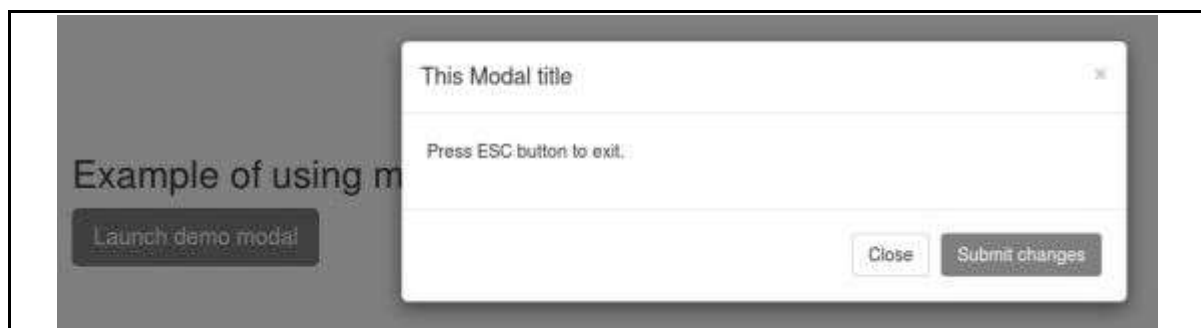 This Modal title
×
Press ESC button to exit.
Example of using m
Launch demo modal
Close
Submit changes